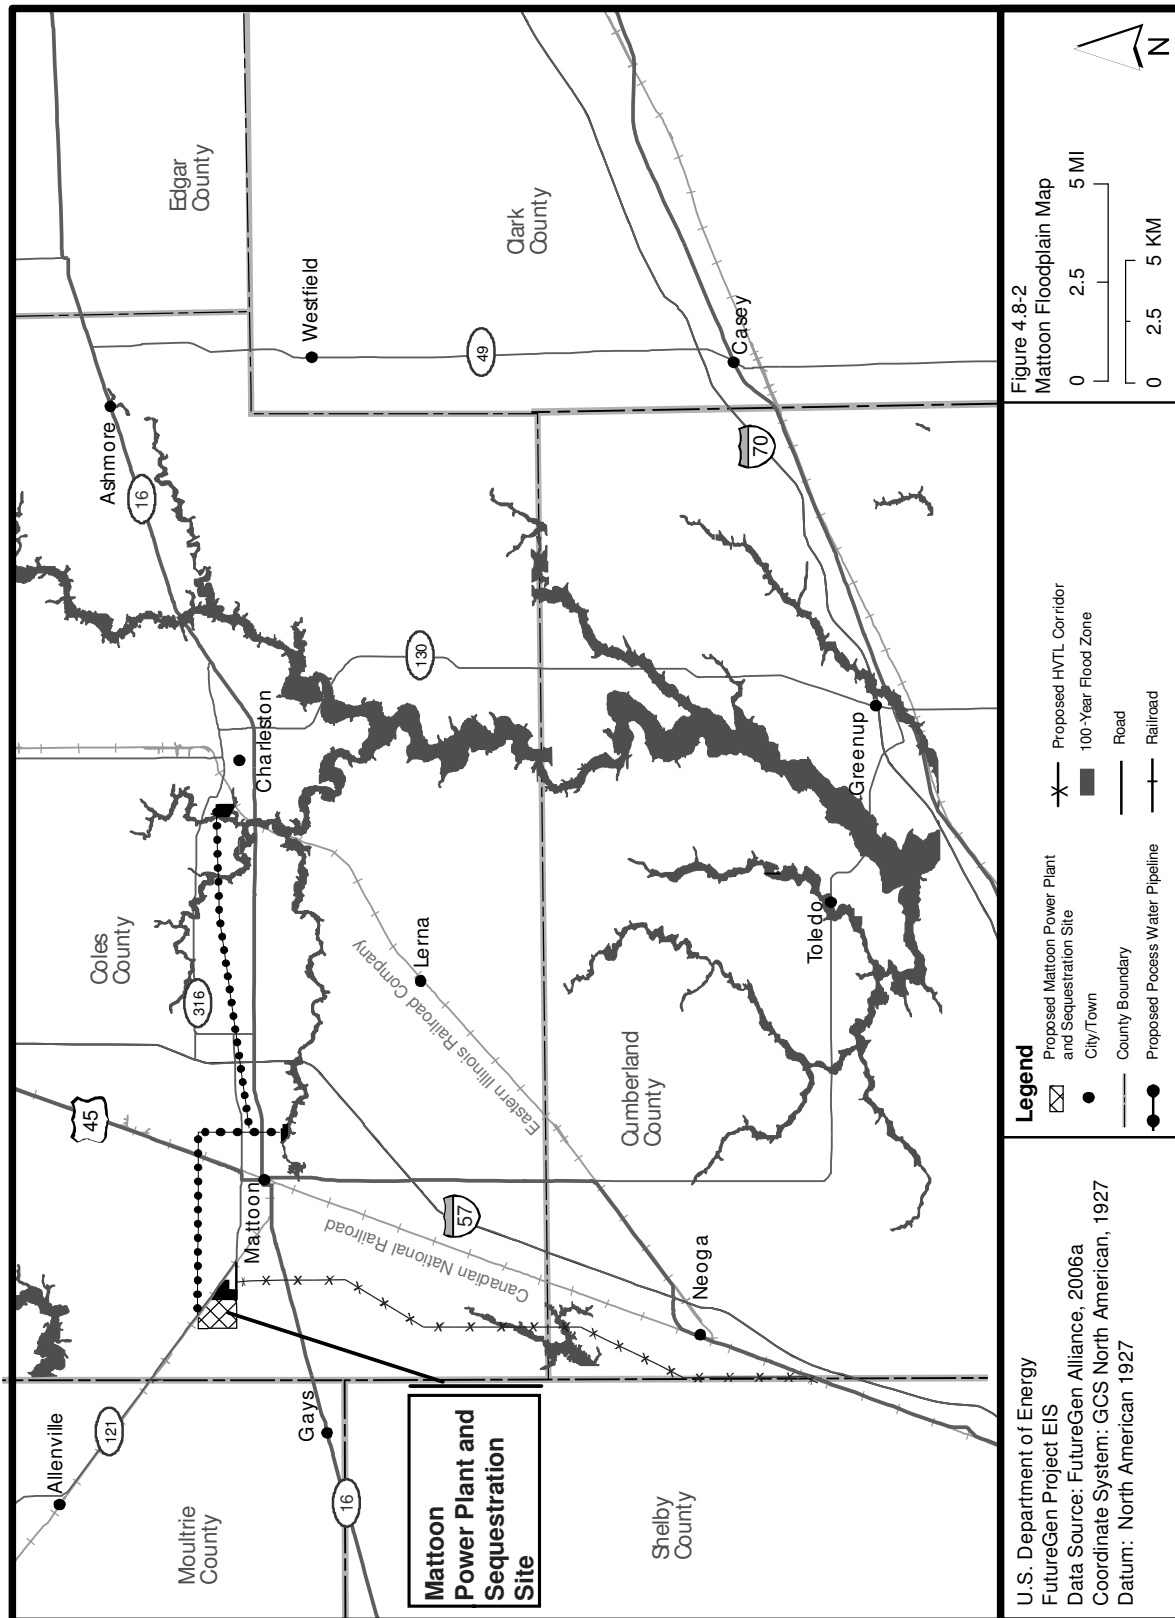 Allenville
121
Moultrie
County
Gays
16
Mattoon
Power Plant and
Sequestration
Site
Shelby
County
45
Mattoon
Canadian National Railroad
57
Neoga
Coles
County
316
Charleston
Lerna
Eastern Illinois Railroad Company
Cumberland
County
Toledo
Greenup
130
Ashmore
16
Edgar
County
Westfield
49
Clark
County
Casey
70
U.S. Department of Energy
FutureGen Project EIS
Data Source: FutureGen Alliance, 2006a
Coordinate System: GCS North American, 1927
Datum: North American 1927
Legend
Proposed Mattoon Power Plant
and Sequestration Site
City/Town
County Boundary
Proposed Pocess Water Pipeline
Proposed HVTL Corridor
100-Year Flood Zone
Road
Railroad
Figure 4.8-2
Mattoon Floodplain Map
0 2.5 5 MI
0 2.5 5 KM
N